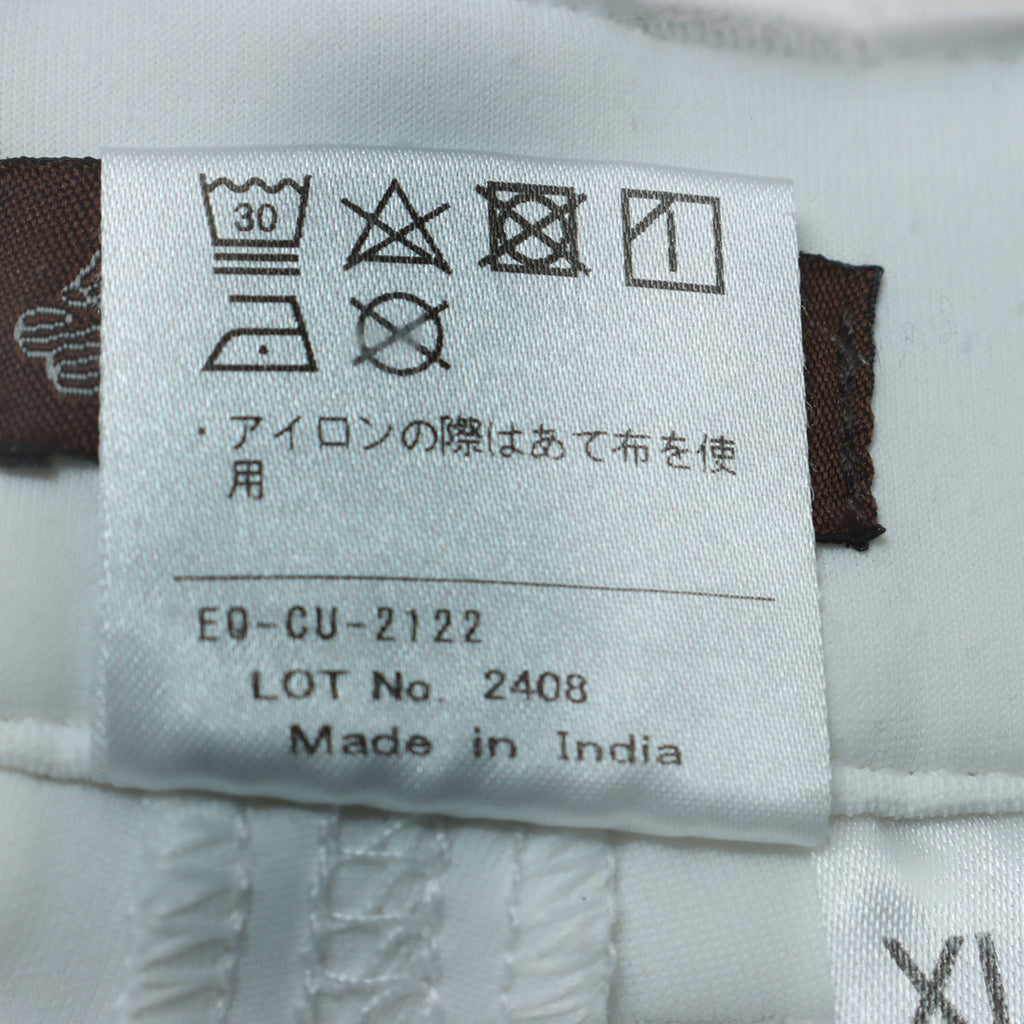 30
・アイロンの際はあて布を使
用
EQ-CU-2122
LOT No. 2408
Made in India